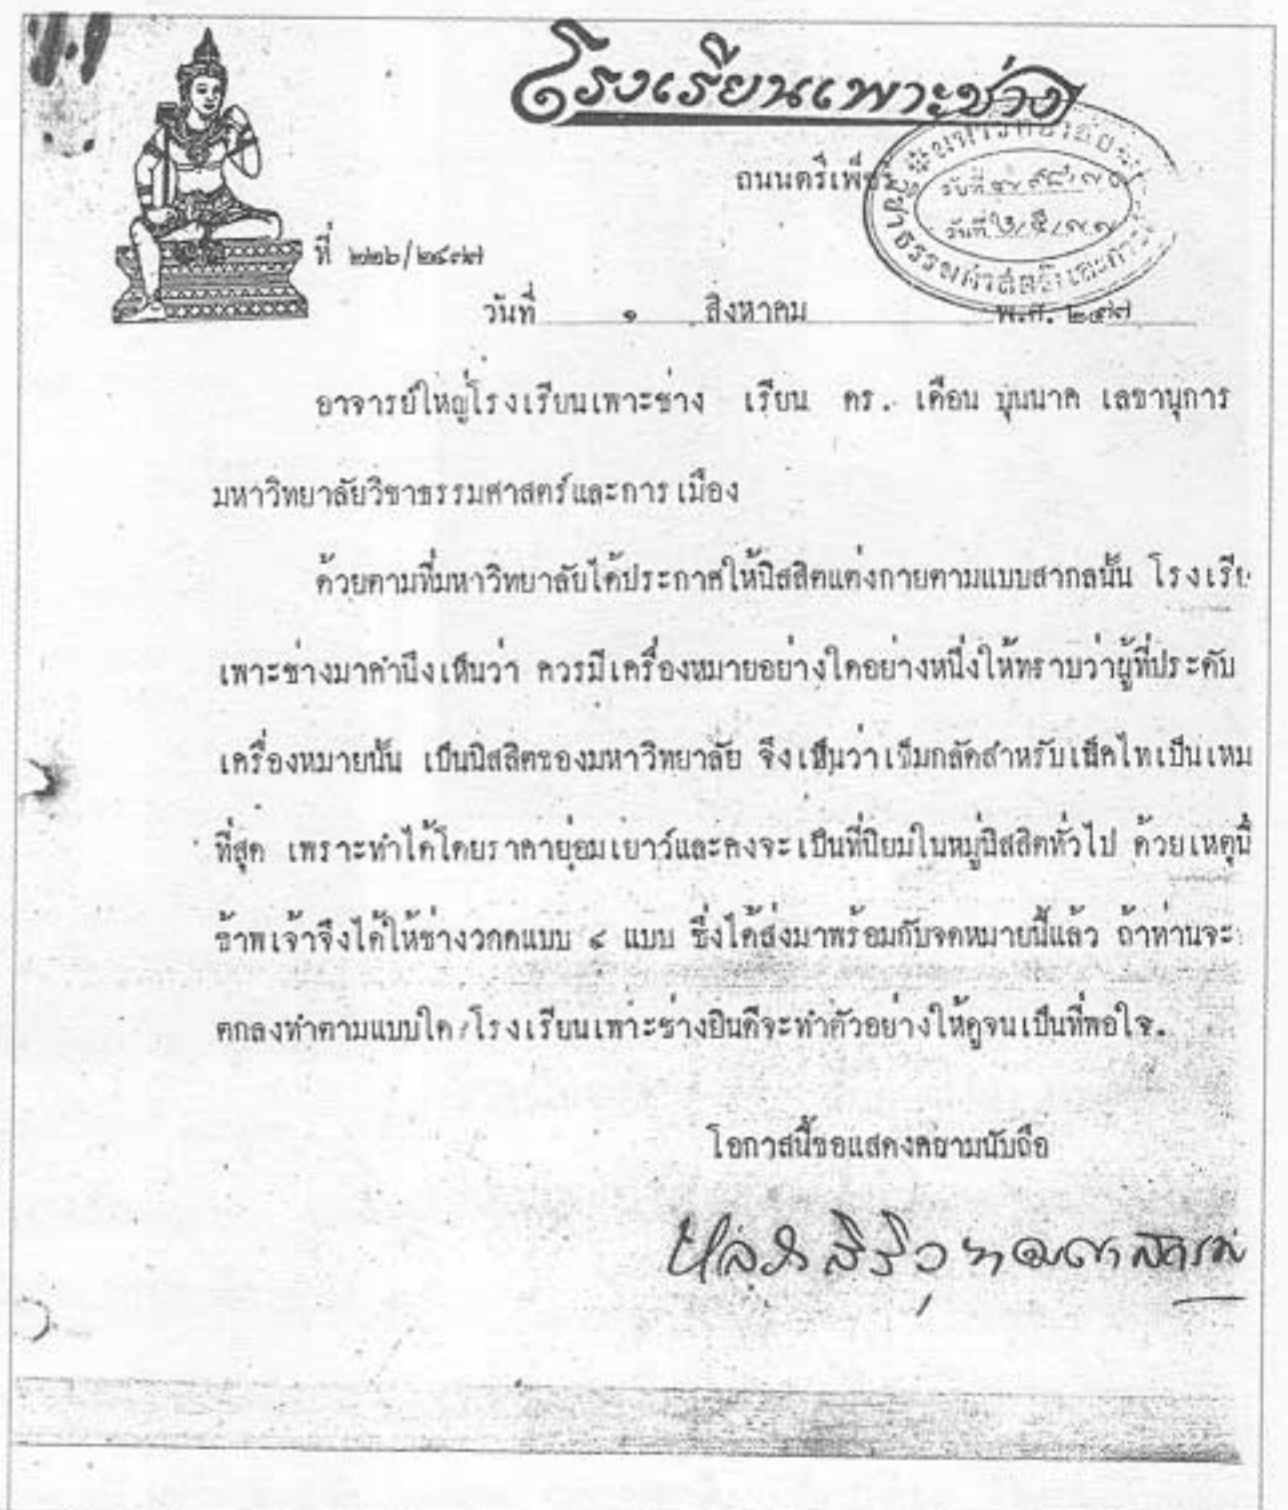 โรงเรียนเพาะช่าง
ถนนตรีเพ็ชร์
ที่ ๒๒๒/๒๔๗๗
วันที่ ๑ สิงหาคม พ.ศ. ๒๔๗๗
อาจารย์ใหญ่โรงเรียนเพาะช่าง เรียน ดร. เดือน บุนนาค เลขานุการ
มหาวิทยาลัยวิชาธรรมศาสตร์และการเมือง
ด้วยตามที่มหาวิทยาลัยได้ประกาศให้นิสสิตแต่งกายตามแบบสากลนั้น โรงเรีย
เพาะช่างมาคำนึงเห็นว่า ควรมีเครื่องหมายอย่างใดอย่างหนึ่งให้ทราบว่าผู้ที่ประดับ
เครื่องหมายนั้น เป็นนิสสิตของมหาวิทยาลัย จึงเห็นว่าเข็มกลัดสำหรับเน็คไทเป็นเหม
ที่สุด เพราะทำได้โดยราคาย่อมเยาว์และคงจะเป็นที่นิยมในหมู่นิสสิตทั่วไป ด้วยเหตุนี้
ข้าพเจ้าจึงได้ให้ช่างวาดแบบ ๔ แบบ ซึ่งได้ส่งมาพร้อมกับจดหมายนี้แล้ว ถ้าท่านจะ
ตกลงทำตามแบบใด โรงเรียนเพาะช่างยินดีจะทำตัวอย่างให้ดูจนเป็นที่พอใจ.
โอกาสนี้ขอแสดงความนับถือ